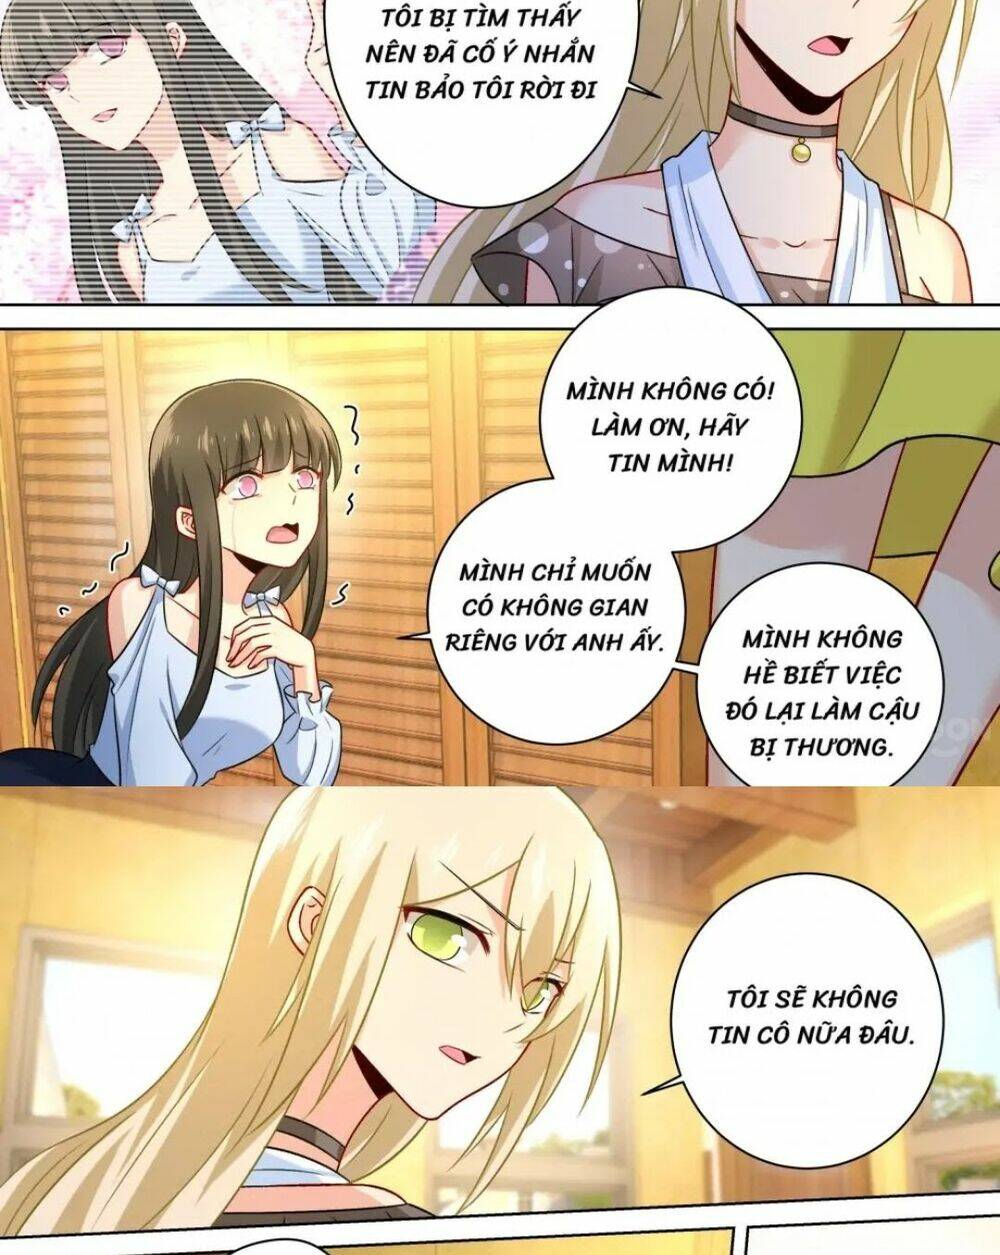 TÔI BỊ TÌM THẤY
NÊN ĐÃ CỐ Ý NHẮN
TIN BẢO TÔI RỜI ĐI
MÌNH KHÔNG CÓ!
LÀM ƠN, HÃY
TIN MÌNH!
MÌNH CHỈ MUỐN
CÓ KHÔNG GIAN
RIÊNG VỚI ANH ẤY.
MÌNH KHÔNG
HỀ BIẾT VIỆC
ĐÓ LẠI LÀM CẬU
BỊ THƯƠNG.
TÔI SẼ KHÔNG
TIN CÔ NỮA ĐÂU.